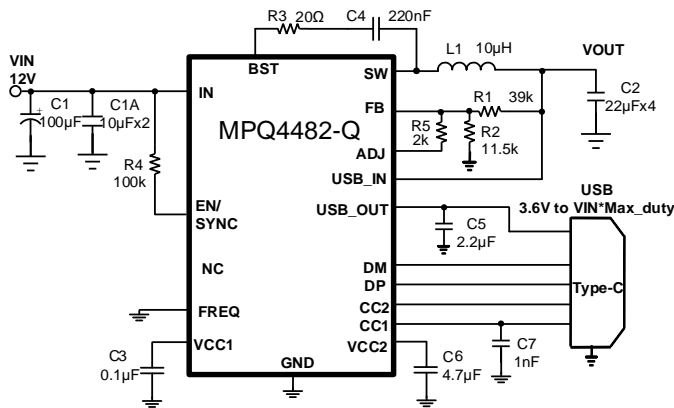 R3 20Ω
C4 220nF
VIN
12V
BST
L1 10µH
VOUT
SW
C1
100µF
+
C1A
10µFx2
IN
FB
R1 39k
C2
22µFx4
MPQ4482-Q
R5
2k
R2
11.5k
ADJ
R4
100k
USB_IN
USB
EN/
SYNC
USB_OUT
3.6V to VIN*Max_duty
C5
2.2µF
NC
DM
DP
Type-C
CC2
FREQ
CC1
C7
1nF
C3
0.1µF
VCC1
GND
VCC2
C6
4.7µF